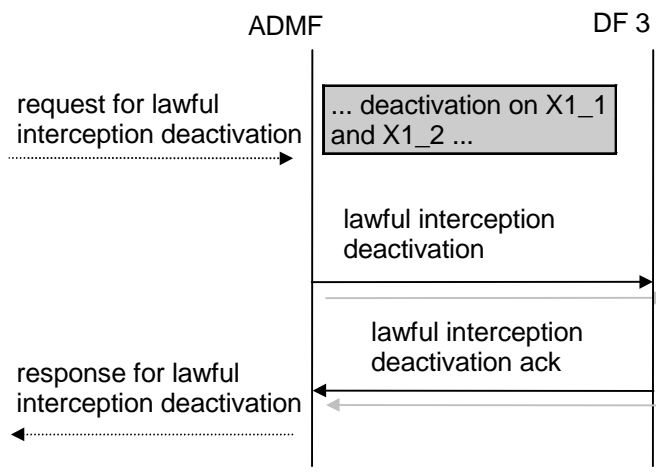 ADMF
DF 3
request for lawful
interception deactivation
... deactivation on X1_1
and X1_2 ...
lawful interception
deactivation
lawful interception
deactivation ack
response for lawful
interception deactivation